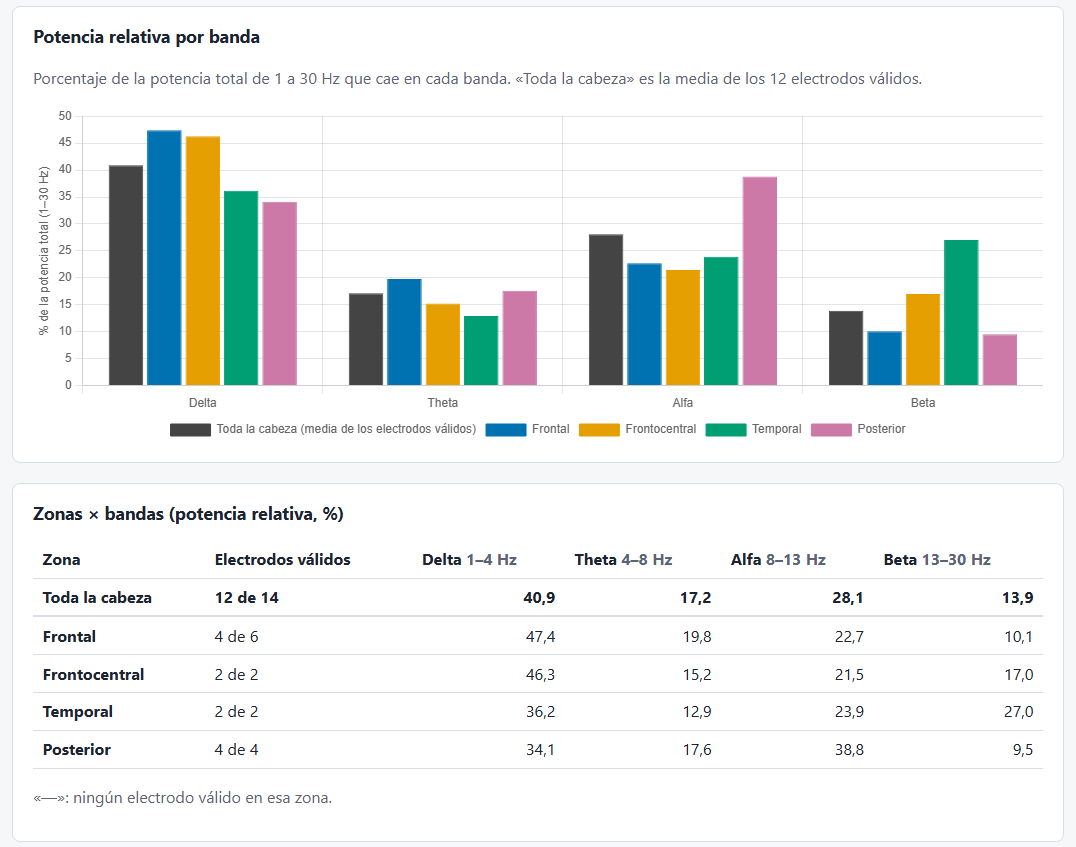 Potencia relativa por banda
Porcentaje de la potencia total de 1 a 30 Hz que cae en cada banda. «Toda la cabeza» es la media de los 12 electrodos válidos.
% de la potencia total (1–30 Hz)
50
45
40
35
30
25
20
15
10
5
0
Delta Theta Alfa Beta
Toda la cabeza (media de los electrodos válidos) Frontal Frontocentral Temporal Posterior
Zonas × bandas (potencia relativa, %)
Zona Electrodos válidos Delta 1–4 Hz Theta 4–8 Hz Alfa 8–13 Hz Beta 13–30 Hz
Toda la cabeza 12 de 14 40,9 17,2 28,1 13,9
Frontal 4 de 6 47,4 19,8 22,7 10,1
Frontocentral 2 de 2 46,3 15,2 21,5 17,0
Temporal 2 de 2 36,2 12,9 23,9 27,0
Posterior 4 de 4 34,1 17,6 38,8 9,5
«—»: ningún electrodo válido en esa zona.